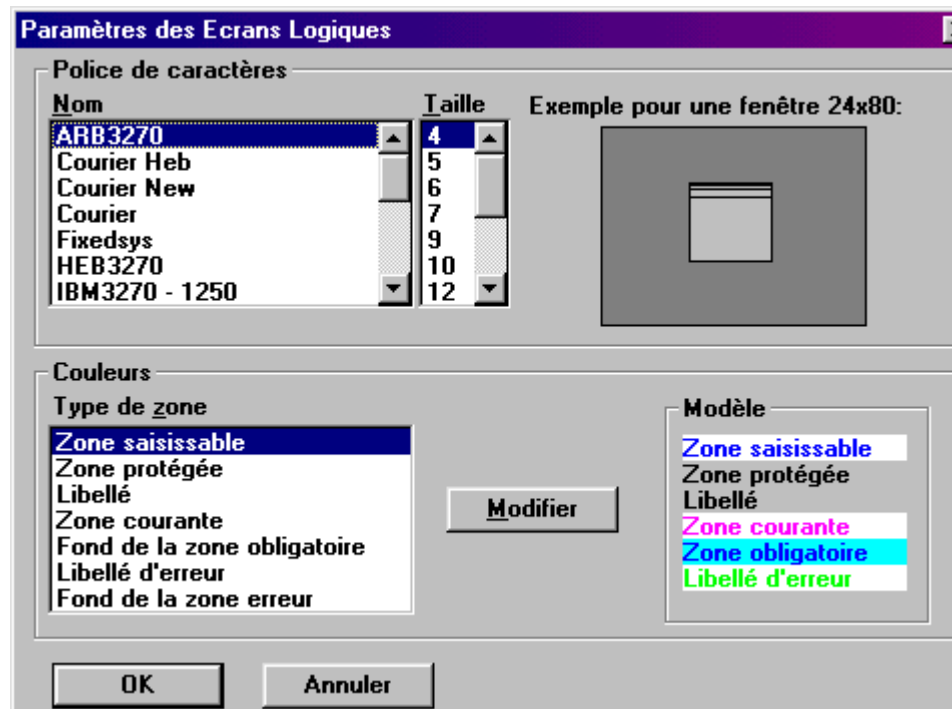 Paramètres des Ecrans Logiques
Police de caractères
Nom
ARB3270
Courier Heb
Courier New
Courier
Fixedsys
HEB3270
IBM3270 - 1250
Taille
4
5
6
7
9
10
12
Exemple pour une fenêtre 24x80:
Couleurs
Type de zone
Zone saisissable
Zone protégée
Libellé
Zone courante
Fond de la zone obligatoire
Libellé d'erreur
Fond de la zone erreur
Modifier
Modèle
Zone saisissable
Zone protégée
Libellé
Zone courante
Zone obligatoire
Libellé d'erreur
OK
Annuler